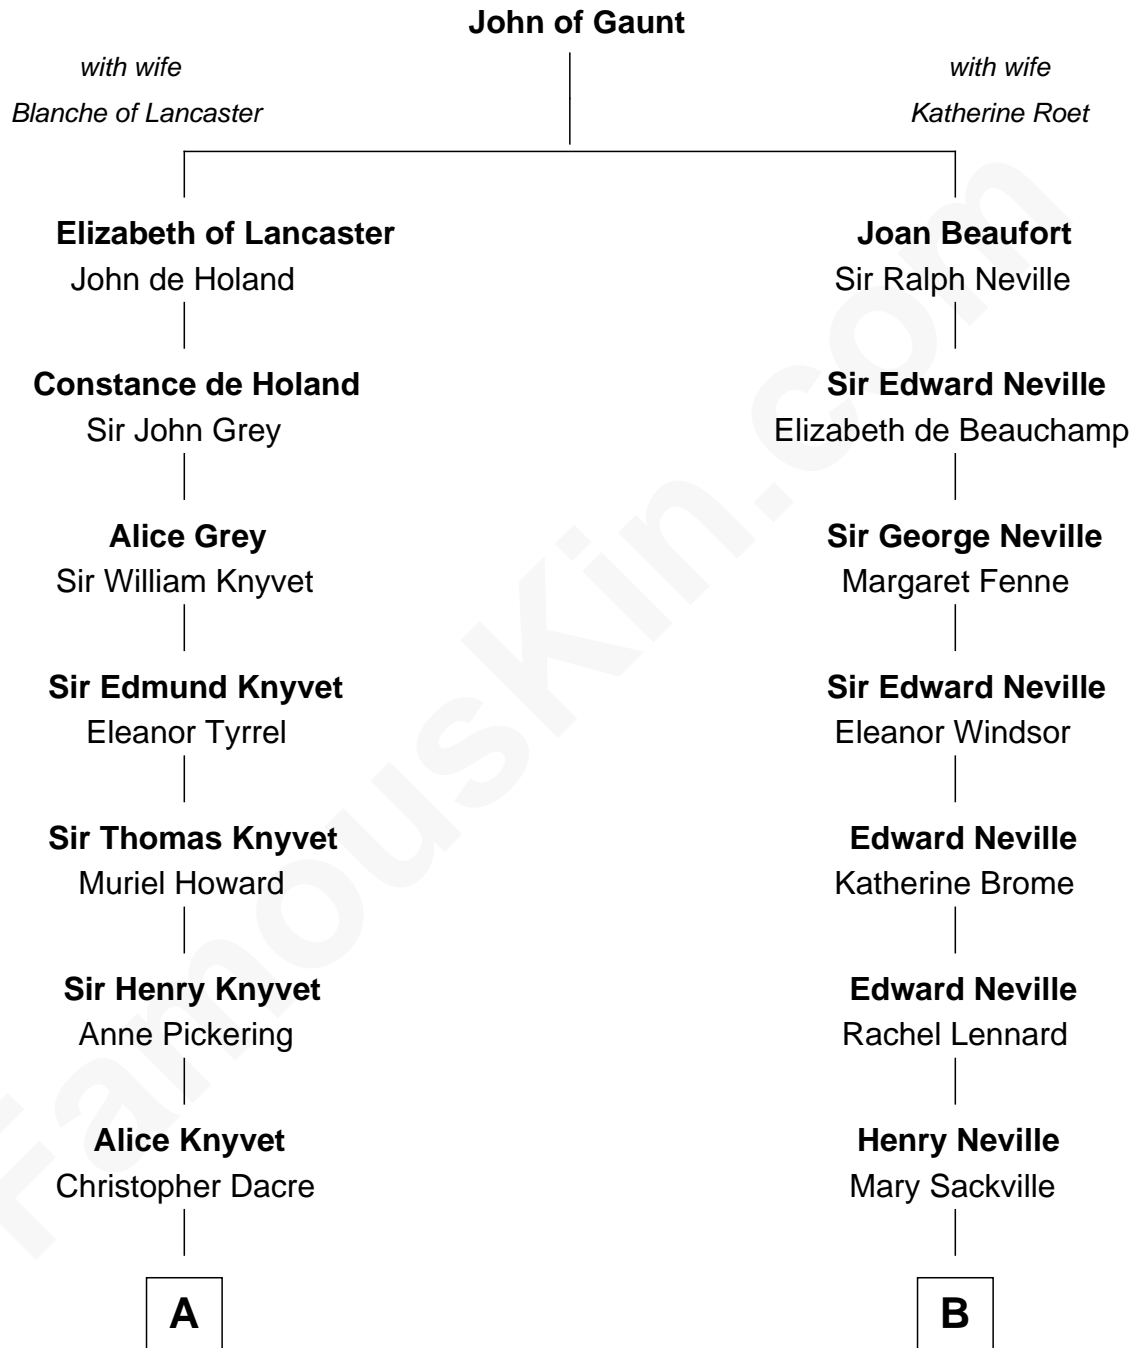 John of Gaunt
with wife
Blanche of Lancaster
with wife
Katherine Roet
Elizabeth of Lancaster
John de Holand
Joan Beaufort
Sir Ralph Neville
Constance de Holand
Sir John Grey
Sir Edward Neville
Elizabeth de Beauchamp
Alice Grey
Sir William Knyvet
Sir George Neville
Margaret Fenne
Sir Edmund Knyvet
Eleanor Tyrrel
Sir Edward Neville
Eleanor Windsor
Sir Thomas Knyvet
Muriel Howard
Edward Neville
Katherine Brome
Sir Henry Knyvet
Anne Pickering
Edward Neville
Rachel Lennard
Alice Knyvet
Christopher Dacre
Henry Neville
Mary Sackville
A
B
FamousKin.com